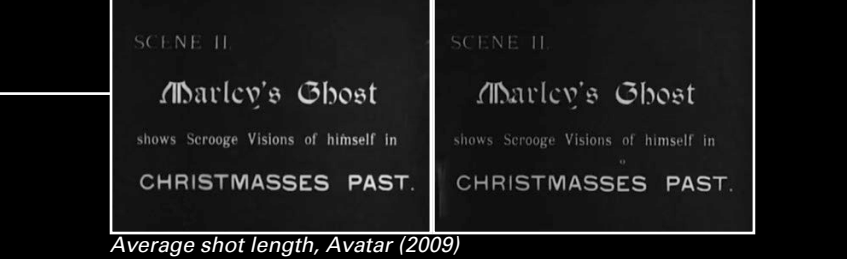 SCENE II.
Marley's Ghost
shows Scrooge Visions of himself in
CHRISTMASSES PAST.
SCENE II.
Marley's Ghost
shows Scrooge Visions of himself in
CHRISTMASSES PAST.
Average shot length, Avatar (2009)